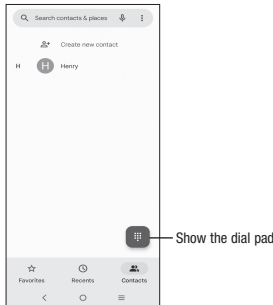 Search contacts & places
Create new contact
H
H Henry
Show the dial pad
Favorites Recents Contacts